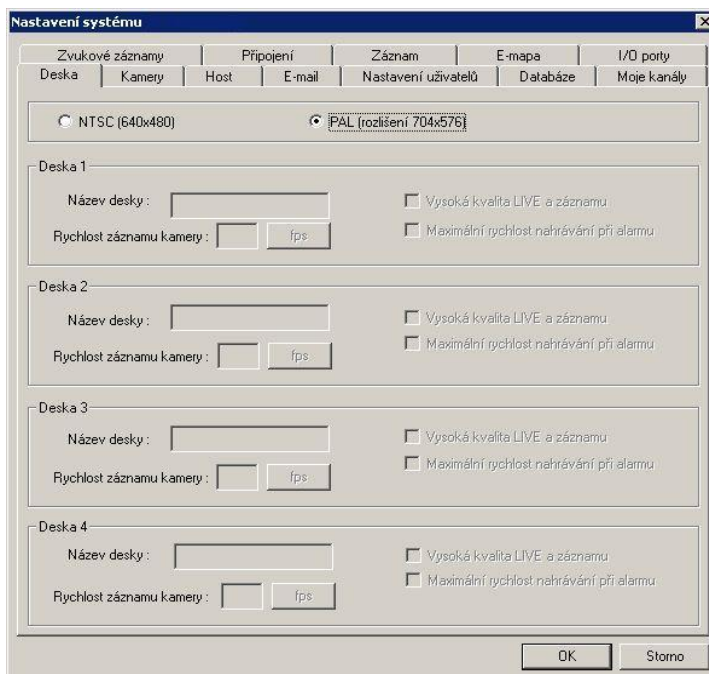 Nastavení systému
Zvukové záznamy Připojení Záznam E-mapa I/O porty
Deska Kamery Host E-mail Nastavení uživatelů Databáze Moje kanály
NTSC (640x480) PAL (rozlišení 704x576)
Deska 1
Název desky : Vysoká kvalita LIVE a záznamu
Rychlost záznamu kamery : fps Maximální rychlost nahrávání při alarmu
Deska 2
Název desky : Vysoká kvalita LIVE a záznamu
Rychlost záznamu kamery : fps Maximální rychlost nahrávání při alarmu
Deska 3
Název desky : Vysoká kvalita LIVE a záznamu
Rychlost záznamu kamery : fps Maximální rychlost nahrávání při alarmu
Deska 4
Název desky : Vysoká kvalita LIVE a záznamu
Rychlost záznamu kamery : fps Maximální rychlost nahrávání při alarmu
OK Storno